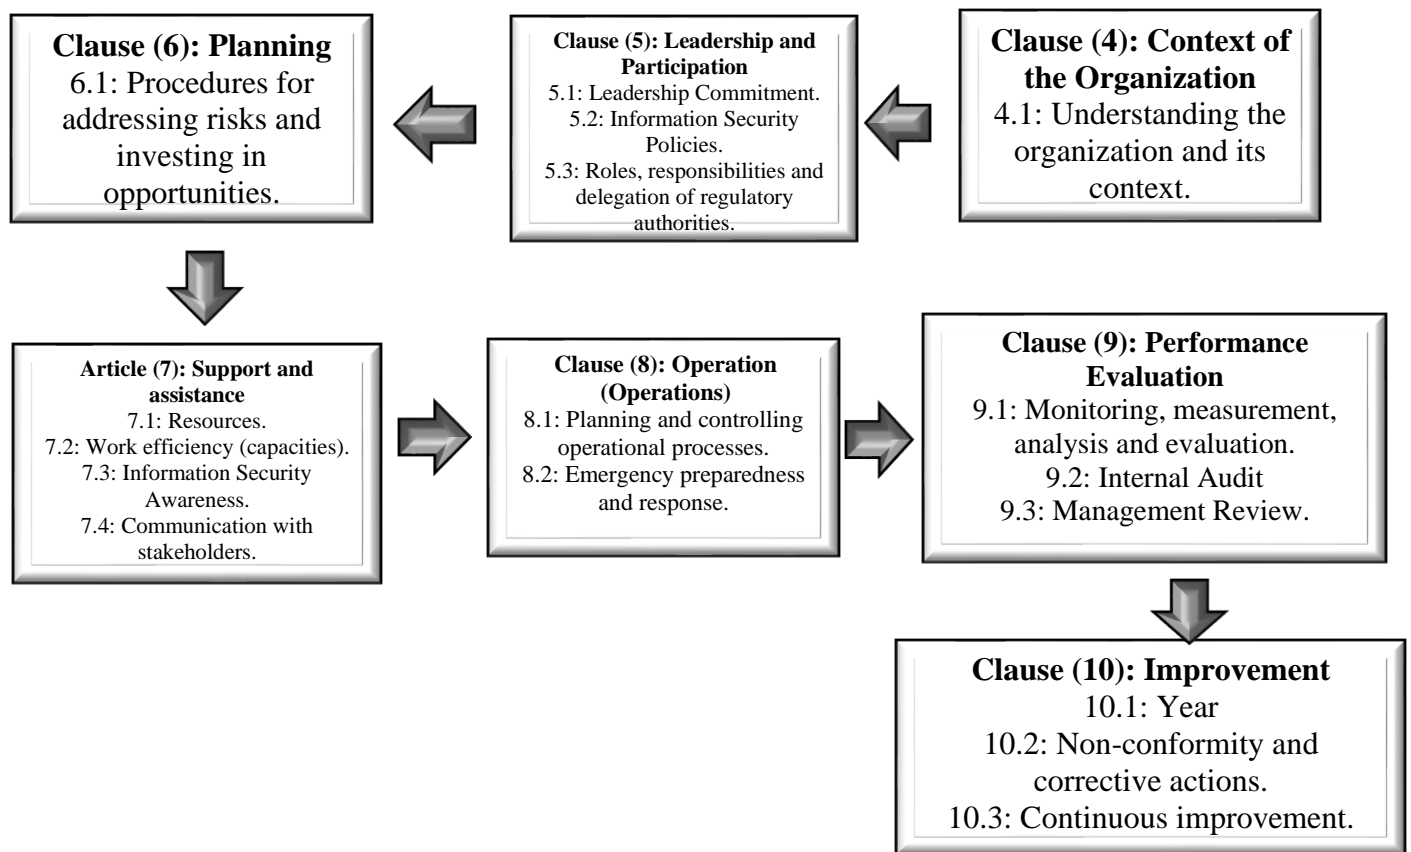 Clause (4): Context of
the Organization
4.1: Understanding the
organization and its
context.
Clause (5): Leadership and
Participation
5.1: Leadership Commitment.
5.2: Information Security
Policies.
5.3: Roles, responsibilities and
delegation of regulatory
authorities.
Clause (6): Planning
6.1: Procedures for
addressing risks and
investing in
opportunities.
Article (7): Support and
assistance
7.1: Resources.
7.2: Work efficiency (capacities).
7.3: Information Security
Awareness.
7.4: Communication with
stakeholders.
Clause (8): Operation
(Operations)
8.1: Planning and controlling
operational processes.
8.2: Emergency preparedness
and response.
Clause (9): Performance
Evaluation
9.1: Monitoring, measurement,
analysis and evaluation.
9.2: Internal Audit
9.3: Management Review.
Clause (10): Improvement
10.1: Year
10.2: Non-conformity and
corrective actions.
10.3: Continuous improvement.